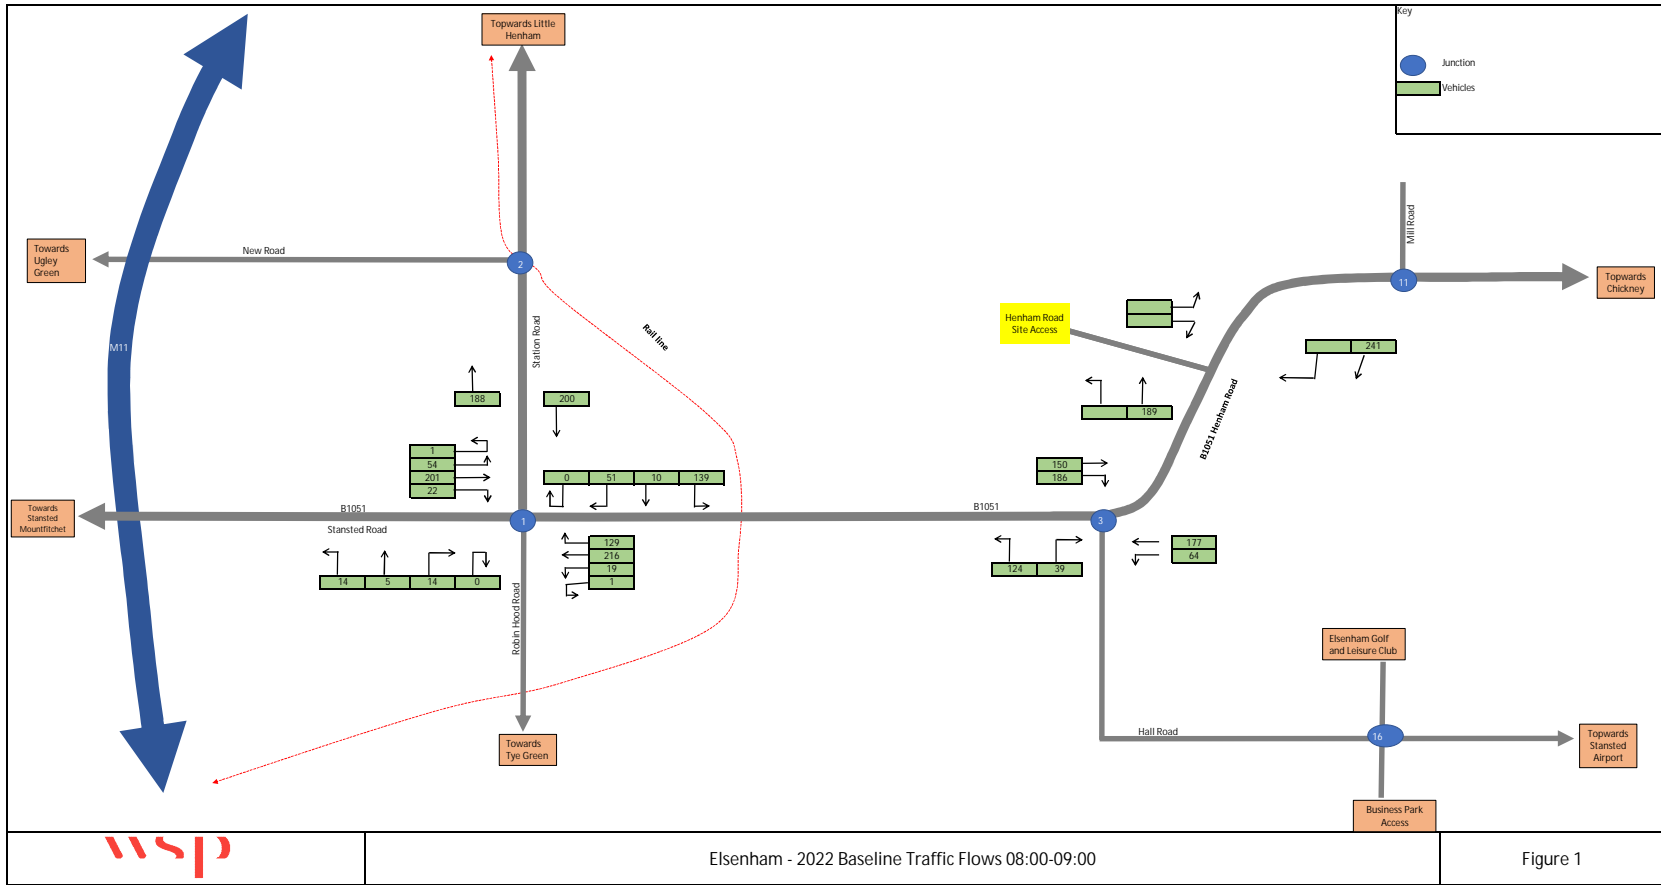 Topwards Little
Henham
Key
Junction
Vehicles
Towards
Ugley
Green
New Road
2
Mill Road
11
Topwards
Chickney
M11
Station Road
Rail line
Henham Road
Site Access
241
B1051 Henham Road
188
200
189
1
54
201
22
0 51 10 139
150
186
Towards
Stansted
Mountfitchet
B1051
Stansted Road
1
B1051
3
129
216
19
1
14 5 14 0
124 39
177
64
Robin Hood Road
Elsenham Golf
and Leisure Club
Hall Road
16
Towards
Tye Green
Topwards
Stansted
Airport
Business Park
Access
wsp
Elsenham - 2022 Baseline Traffic Flows 08:00-09:00
Figure 1